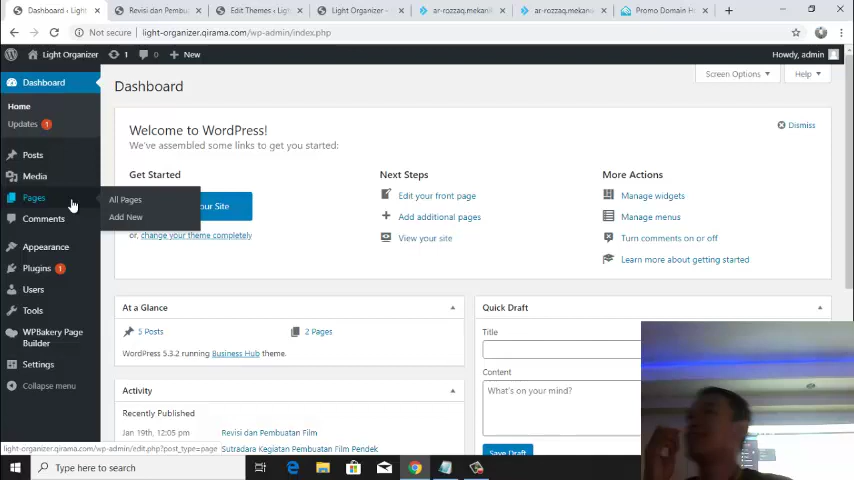 Dashboard ‹ Light Organizer
Revisi dan Pembu
Edit Themes ‹ Ligh
Light Organizer –
ar-rozzaq.mekani
ar-rozzaq.mekani
Promo Domain H
Not secure
light-organizer.qirama.com/wp-admin/index.php
Light Organizer
1
0
+ New
Howdy, admin
Dashboard
Home
Updates 1
Posts
Media
Pages
Comments
Appearance
Plugins 1
Users
Tools
WPBakery Page
Builder
Settings
Collapse menu
All Pages
Add New
Dashboard
Screen Options
Help
Welcome to WordPress!
We've assembled some links to get you started:
Dismiss
Get Started
our Site
or, change your theme completely
Next Steps
Edit your front page
Add additional pages
View your site
More Actions
Manage widgets
Manage menus
Turn comments on or off
Learn more about getting started
At a Glance
5 Posts
2 Pages
WordPress 5.3.2 running Business Hub theme.
Activity
Recently Published
Jan 19th, 12:05 pm
Revisi dan Pembuatan Film
Sutradara Kegiatan Pembuatan Film Pendek
Quick Draft
Title
Content
What's on your mind?
Save Draft
light-organizer.qirama.com/wp-admin/edit.php?post_type=page
Type here to search